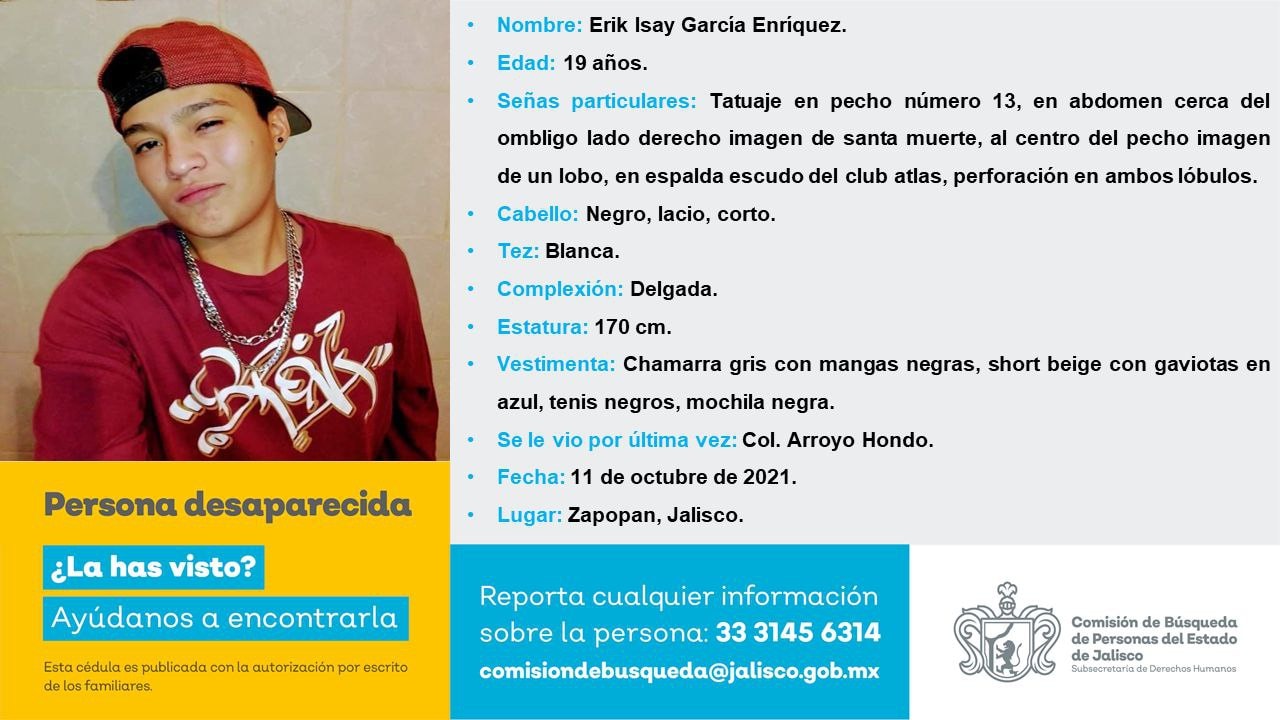 • Nombre: Erik Isay García Enríquez.
• Edad: 19 años.
• Señas particulares: Tatuaje en pecho número 13, en abdomen cerca del
ombligo lado derecho imagen de santa muerte, al centro del pecho imagen
de un lobo, en espalda escudo del club atlas, perforación en ambos lóbulos.
• Cabello: Negro, lacio, corto.
• Tez: Blanca.
• Complexión: Delgada.
• Estatura: 170 cm.
• Vestimenta: Chamarra gris con mangas negras, short beige con gaviotas en
azul, tenis negros, mochila negra.
• Se le vio por última vez: Col. Arroyo Hondo.
• Fecha: 11 de octubre de 2021.
• Lugar: Zapopan, Jalisco.
Persona desaparecida
¿La has visto?
Ayúdanos a encontrarla
Esta cédula es publicada con la autorización por escrito
de los familiares.
Reporta cualquier información
sobre la persona: 33 3145 6314
comisiondebusqueda@jalisco.gob.mx
Comisión de Búsqueda
de Personas del Estado
de Jalisco
Subsecretaría de Derechos Humanos